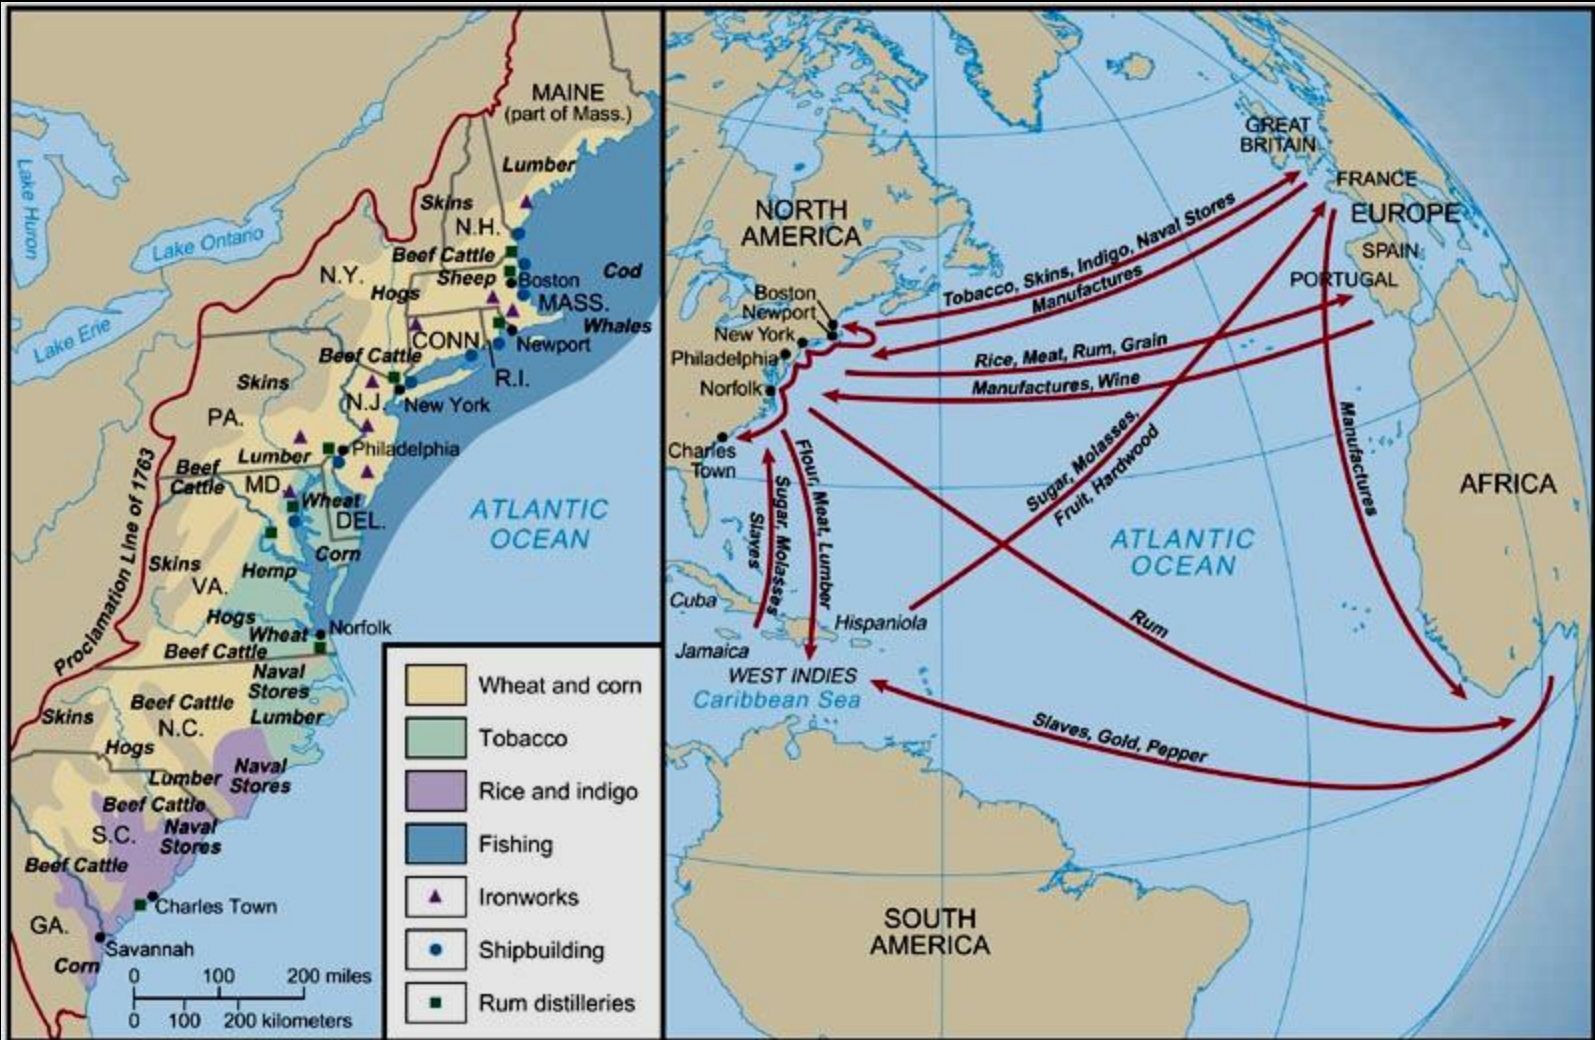 MAINE
(part of Mass.)
Lumber
Skins
N.H.
Lake Huron
Lake Ontario
Beef Cattle
Sheep
Boston
Cod
N.Y.
Hogs
MASS.
Whales
Lake Erie
CONN.
Newport
Beef Cattle
R.I.
Skins
N.J.
New York
PA.
Philadelphia
Lumber
Beef
Cattle
MD.
Wheat
DEL.
ATLANTIC
OCEAN
Proclamation Line of 1763
Corn
Skins
Hemp
VA.
Hogs
Wheat
Norfolk
Beef Cattle
Naval
Stores
Beef Cattle
Skins
Lumber
N.C.
Hogs
Lumber
Naval
Stores
Beef Cattle
S.C.
Naval
Stores
Beef Cattle
Charles Town
GA.
Savannah
Corn
0 100 200 miles
0 100 200 kilometers
Wheat and corn
Tobacco
Rice and indigo
Fishing
Ironworks
Shipbuilding
Rum distilleries
GREAT
BRITAIN
FRANCE
EUROPE
SPAIN
PORTUGAL
NORTH
AMERICA
Tobacco, Skins, Indigo, Naval Stores
Manufactures
Boston
Newport
New York
Philadelphia
Norfolk
Charles
Town
Rice, Meat, Rum, Grain
Manufactures, Wine
Sugar, Molasses,
Fruit, Hardwood
Manufactures
AFRICA
Flour, Meat, Lumber
Sugar, Molasses
Slaves
ATLANTIC
OCEAN
Cuba
Hispaniola
Jamaica
WEST INDIES
Caribbean Sea
Rum
Slaves, Gold, Pepper
SOUTH
AMERICA